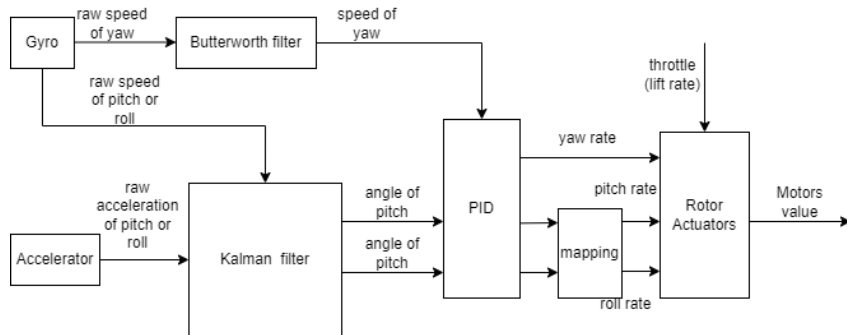 Gyro
raw speed
of yaw
Butterworth filter
speed of
yaw
raw speed
of pitch or
roll
throttle
(lift rate)
yaw rate
raw
acceleration
of pitch or
roll
angle of
pitch
PID
pitch rate
Rotor
Actuators
Motors
value
Accelerator
Kalman filter
angle of
pitch
mapping
roll rate